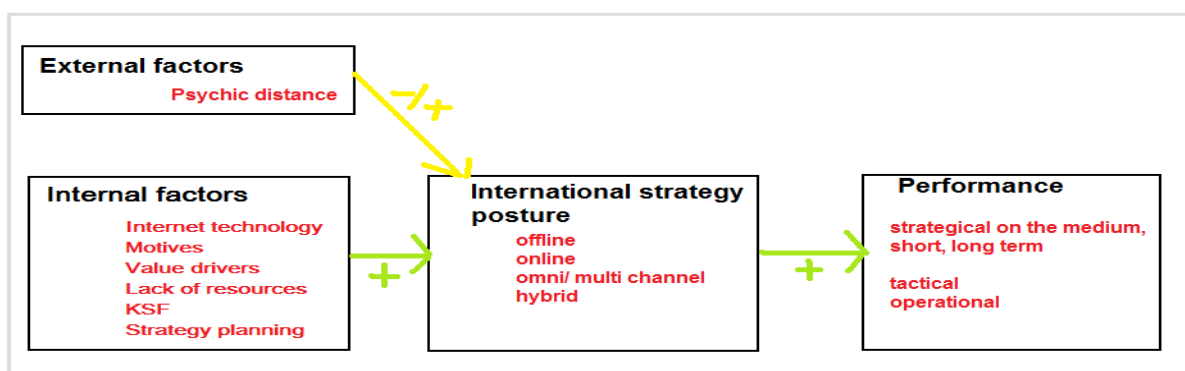 External factors
Psychic distance
-/+
Internal factors
Internet technology
Motives
Value drivers
Lack of resources
KSF
Strategy planning
+
International strategy
posture
offline
online
omni/ multi channel
hybrid
+
Performance
strategical on the medium,
short, long term
tactical
operational